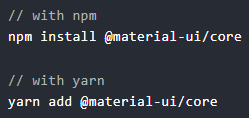 // with npm
npm install @material-ui/core
// with yarn
yarn add @material-ui/core